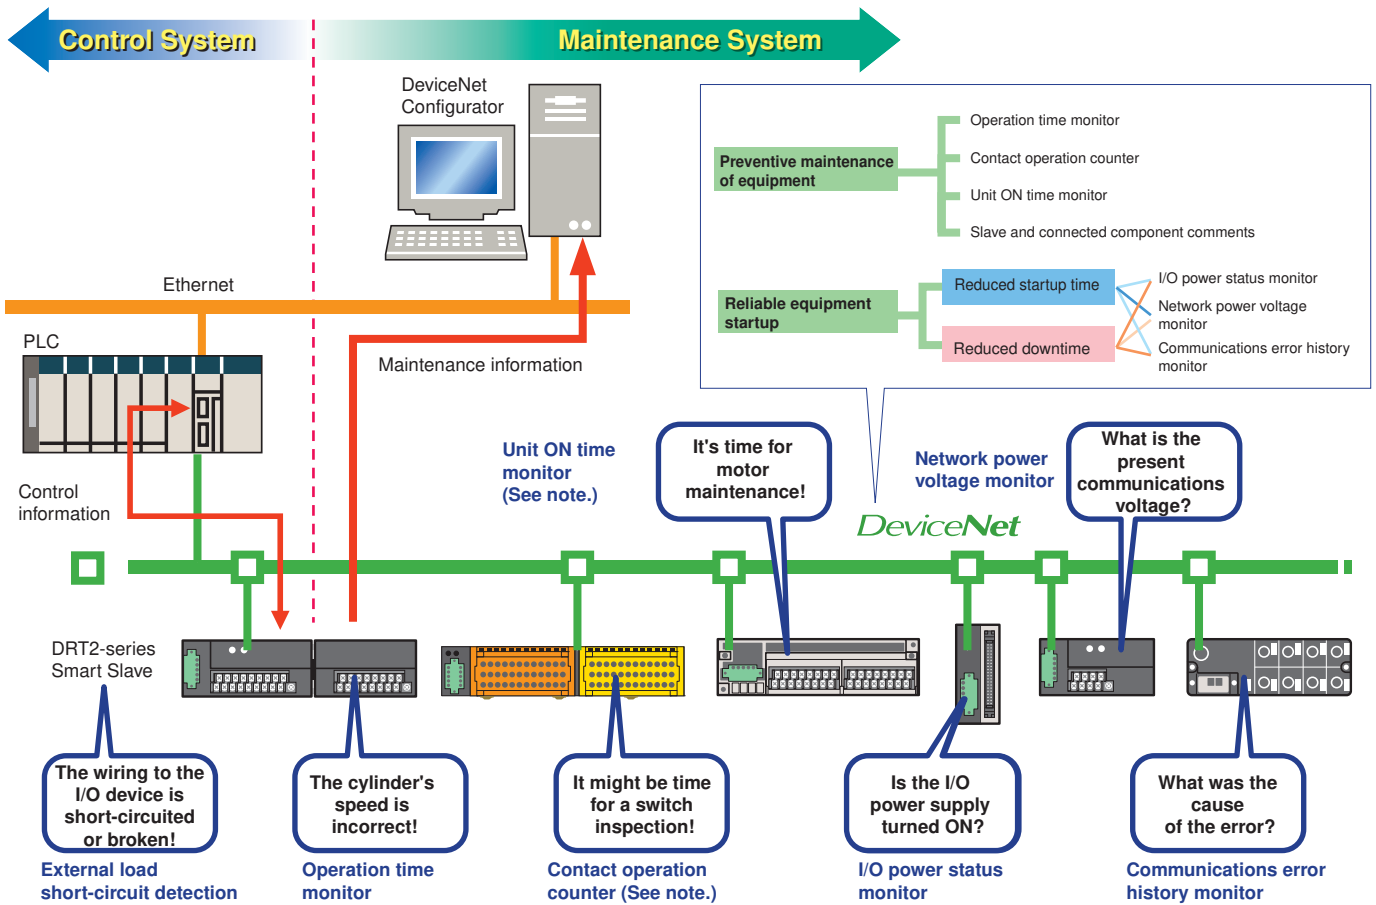 Control System
Maintenance System
DeviceNet
Configurator
Operation time monitor
Contact operation counter
Preventive maintenance
of equipment
Unit ON time monitor
Slave and connected component comments
Ethernet
Reduced startup time
I/O power status monitor
Reliable equipment
startup
Network power voltage
monitor
Reduced downtime
Communications error history
monitor
PLC
Maintenance information
Unit ON time
monitor
(See note.)
It's time for
motor
maintenance!
Network power
voltage monitor
What is the
present
communications
voltage?
Control
information
DeviceNet
DRT2-series
Smart Slave
The wiring to the
I/O device is
short-circuited
or broken!
The cylinder's
speed is
incorrect!
It might be time
for a switch
inspection!
Is the I/O
power supply
turned ON?
What was the
cause
of the error?
External load
short-circuit detection
Operation time
monitor
Contact operation
counter (See note.)
I/O power status
monitor
Communications error
history monitor